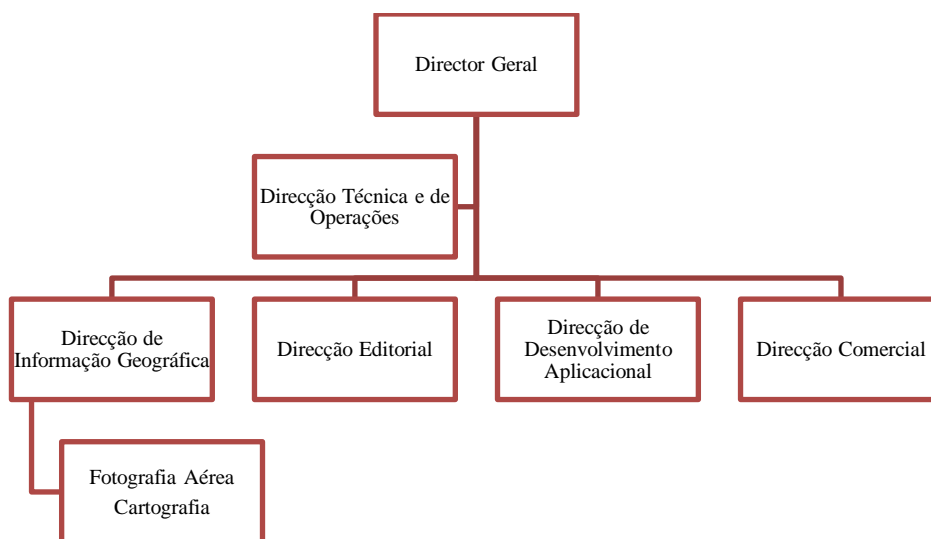 Director Geral
Direcção Técnica e de
Operações
Direcção de
Informação Geográfica
Direcção Editorial
Direcção de
Desenvolvimento
Aplicacional
Direcção Comercial
Fotografia Aérea
Cartografia